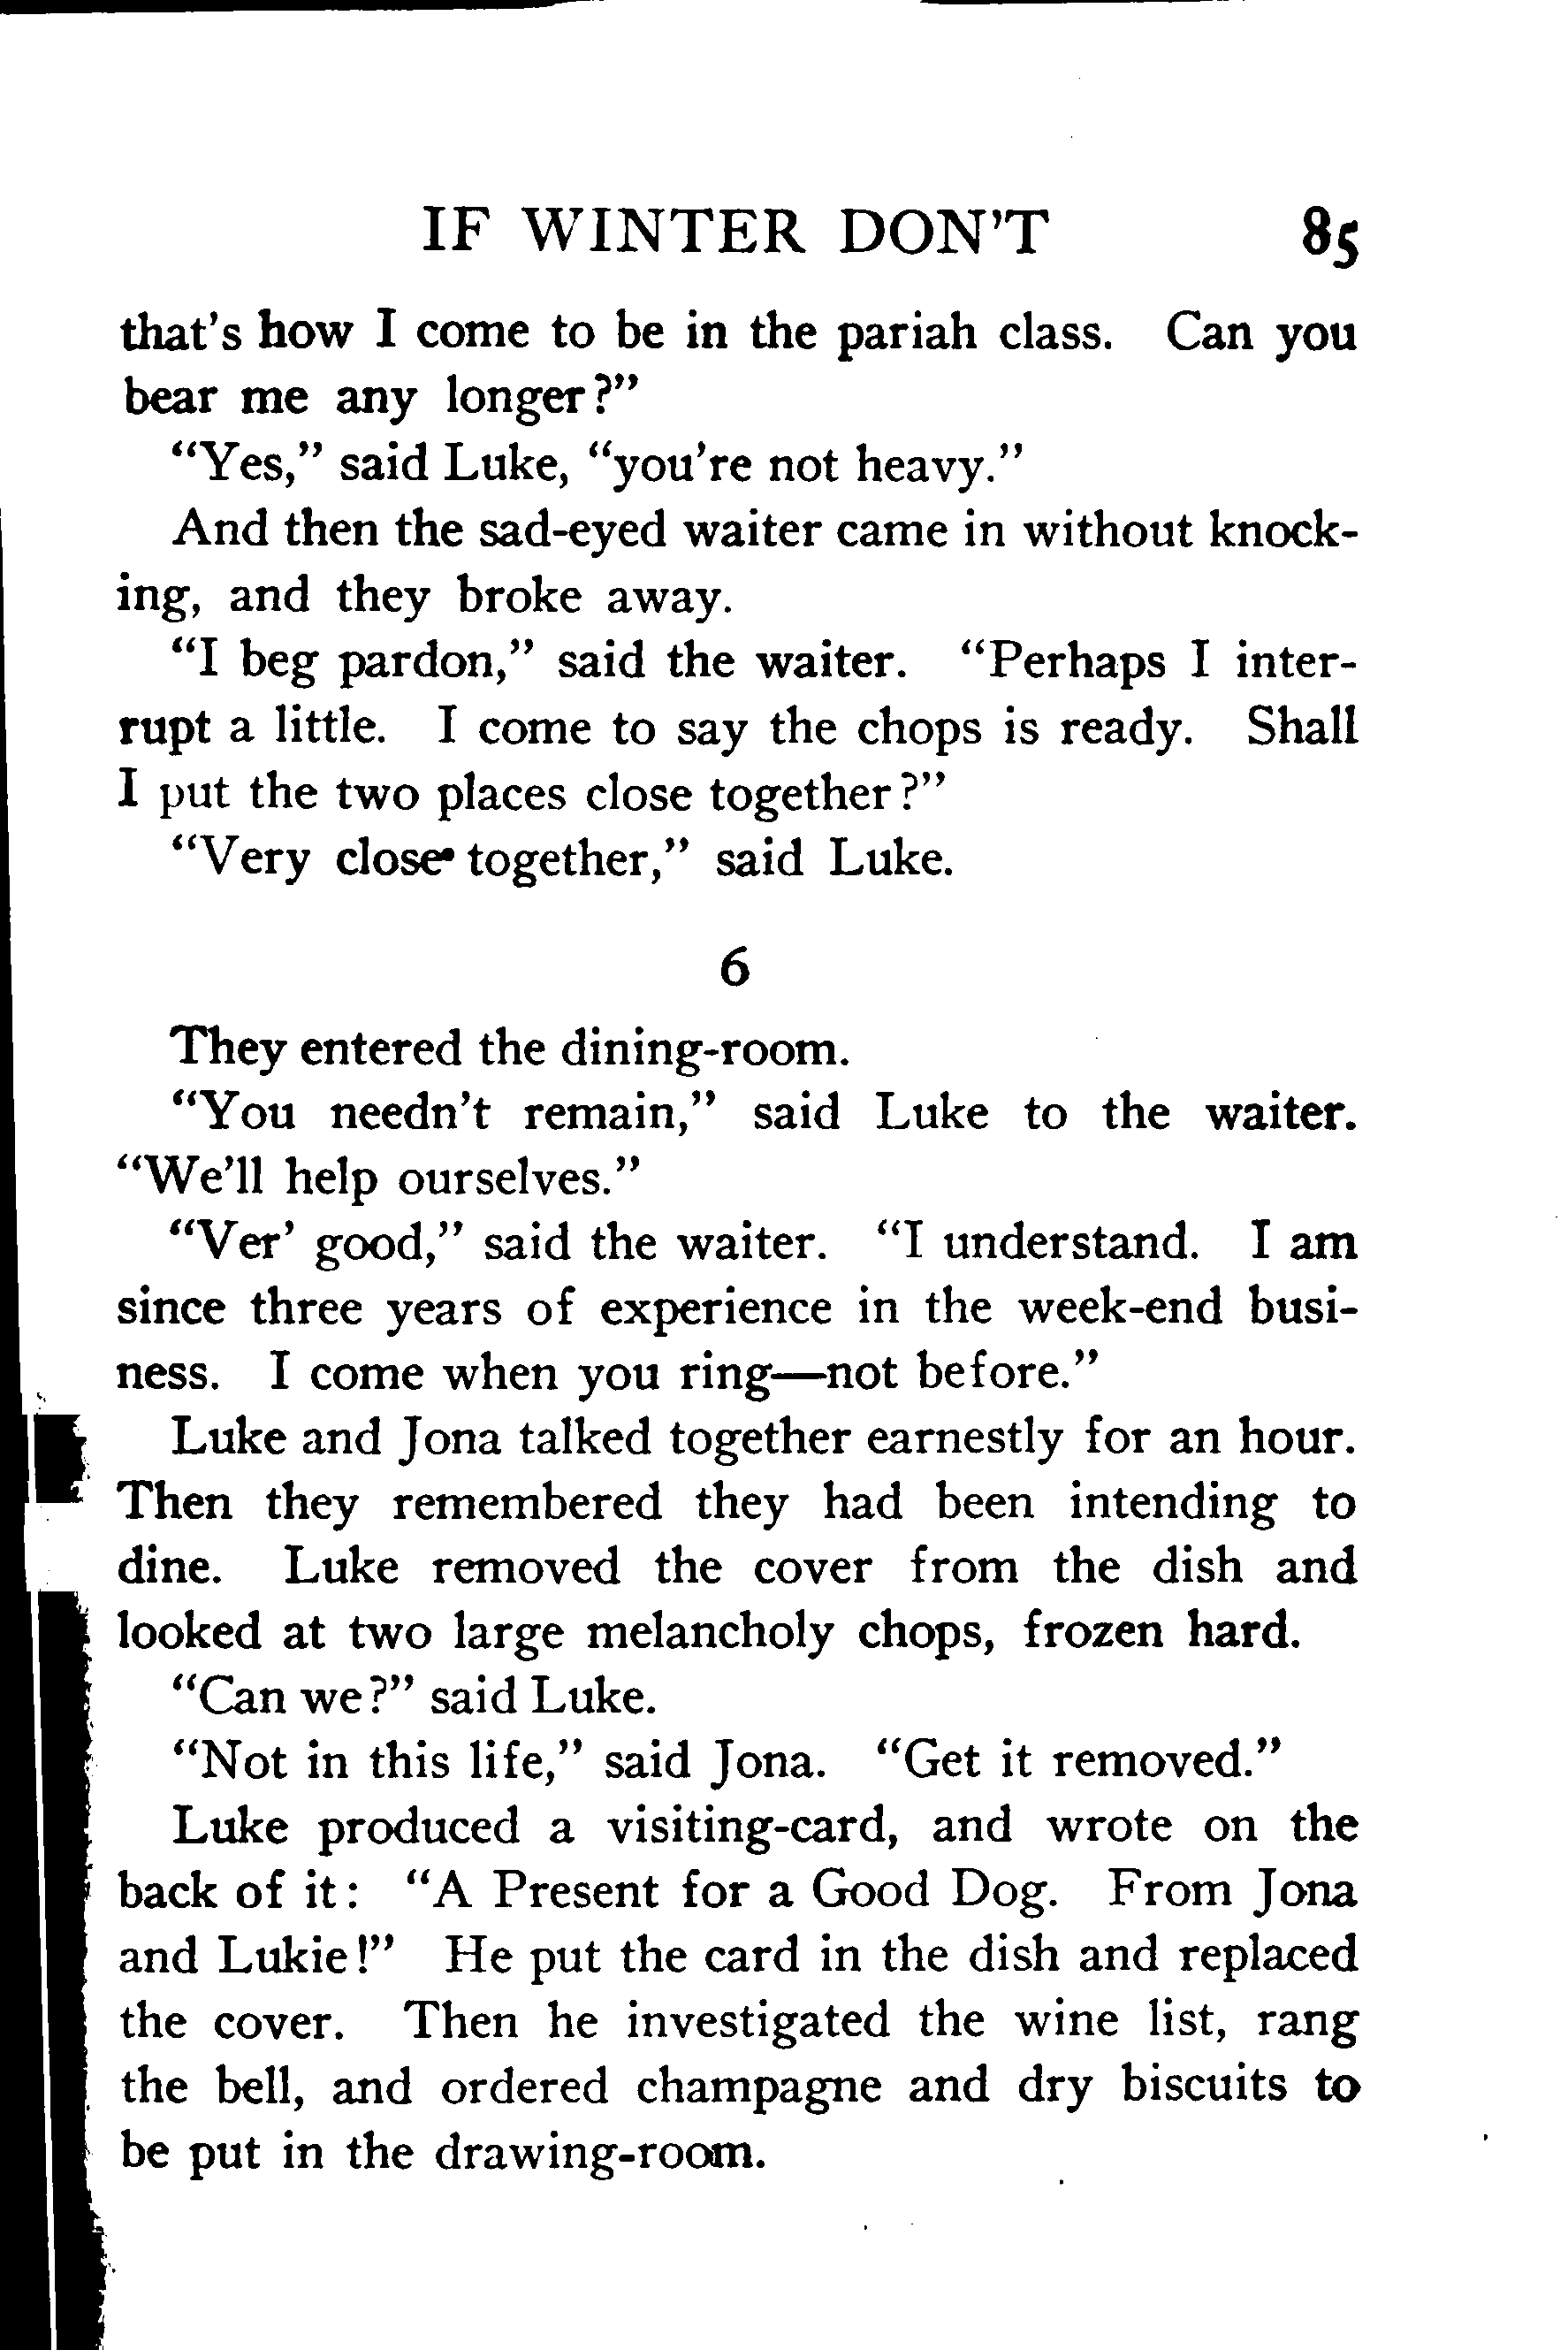 IF WINTER DON'T 85
that's how I come to be in the pariah class. Can you
bear me any longer?"
"Yes," said Luke, "you're not heavy."
And then the sad-eyed waiter came in without knock-
ing, and they broke away.
"I beg pardon," said the waiter. "Perhaps I inter-
rupt a little. I come to say the chops is ready. Shall
I put the two places close together?"
"Very close together," said Luke.
6
They entered the dining-room.
"You needn't remain," said Luke to the waiter.
"We'll help ourselves."
"Ver' good," said the waiter. "I understand. I am
since three years of experience in the week-end busi-
ness. I come when you ring—not before."
Luke and Jona talked together earnestly for an hour.
Then they remembered they had been intending to
dine. Luke removed the cover from the dish and
looked at two large melancholy chops, frozen hard.
"Can we?" said Luke.
"Not in this life," said Jona. "Get it removed."
Luke produced a visiting-card, and wrote on the
back of it: "A Present for a Good Dog. From Jona
and Lukie!" He put the card in the dish and replaced
the cover. Then he investigated the wine list, rang
the bell, and ordered champagne and dry biscuits to
be put in the drawing-room.